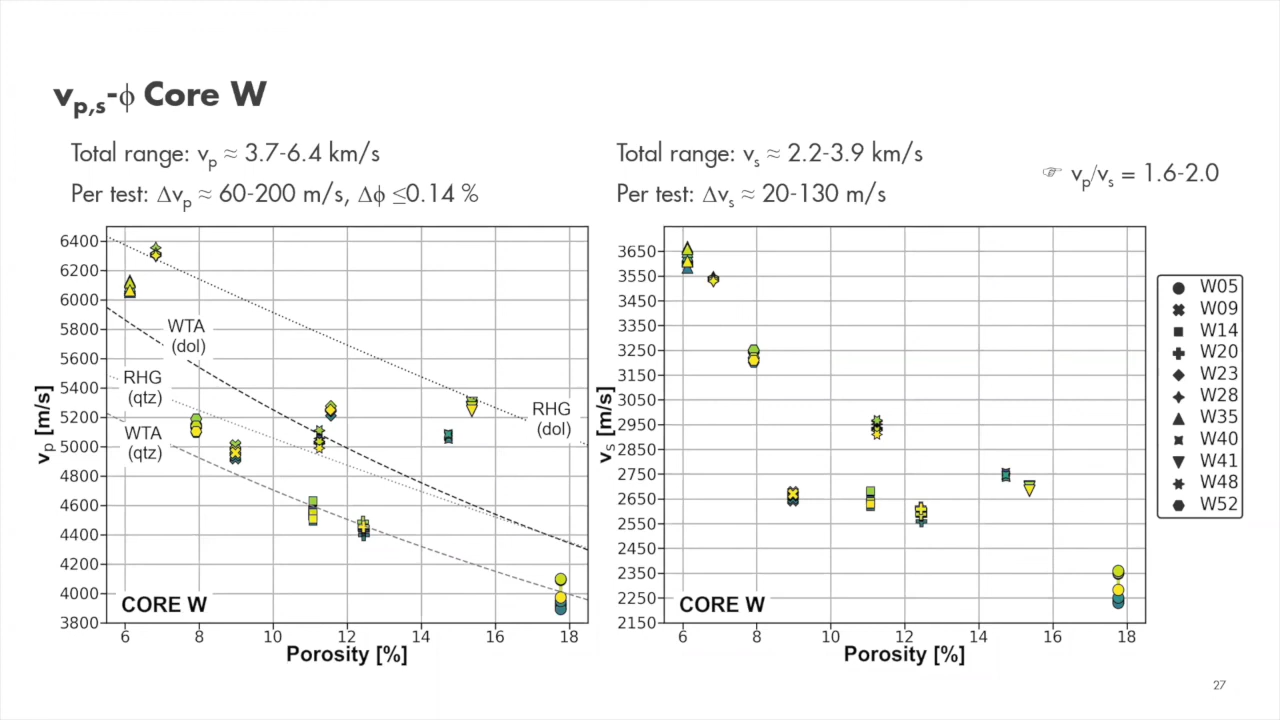 vp,s-ϕ Core W
Total range: vp ≈ 3.7-6.4 km/s
Per test: Δvp ≈ 60-200 m/s, Δϕ ≤0.14 %
Total range: vs ≈ 2.2-3.9 km/s
Per test: Δvs ≈ 20-130 m/s
☞ vp/vs = 1.6-2.0
6400
6200
6000
5800
5600
5400
5200
5000
4800
4600
4400
4200
4000
3800
vp [m/s]
WTA
(dol)
RHG
(qtz)
WTA
(qtz)
RHG
(dol)
CORE W
6 8 10 12 14 16 18
Porosity [%]
3650
3550
3450
3350
3250
3150
3050
2950
2850
2750
2650
2550
2450
2350
2250
2150
vs [m/s]
CORE W
6 8 10 12 14 16 18
Porosity [%]
W05
W09
W14
W20
W23
W28
W35
W40
W41
W48
W52
27